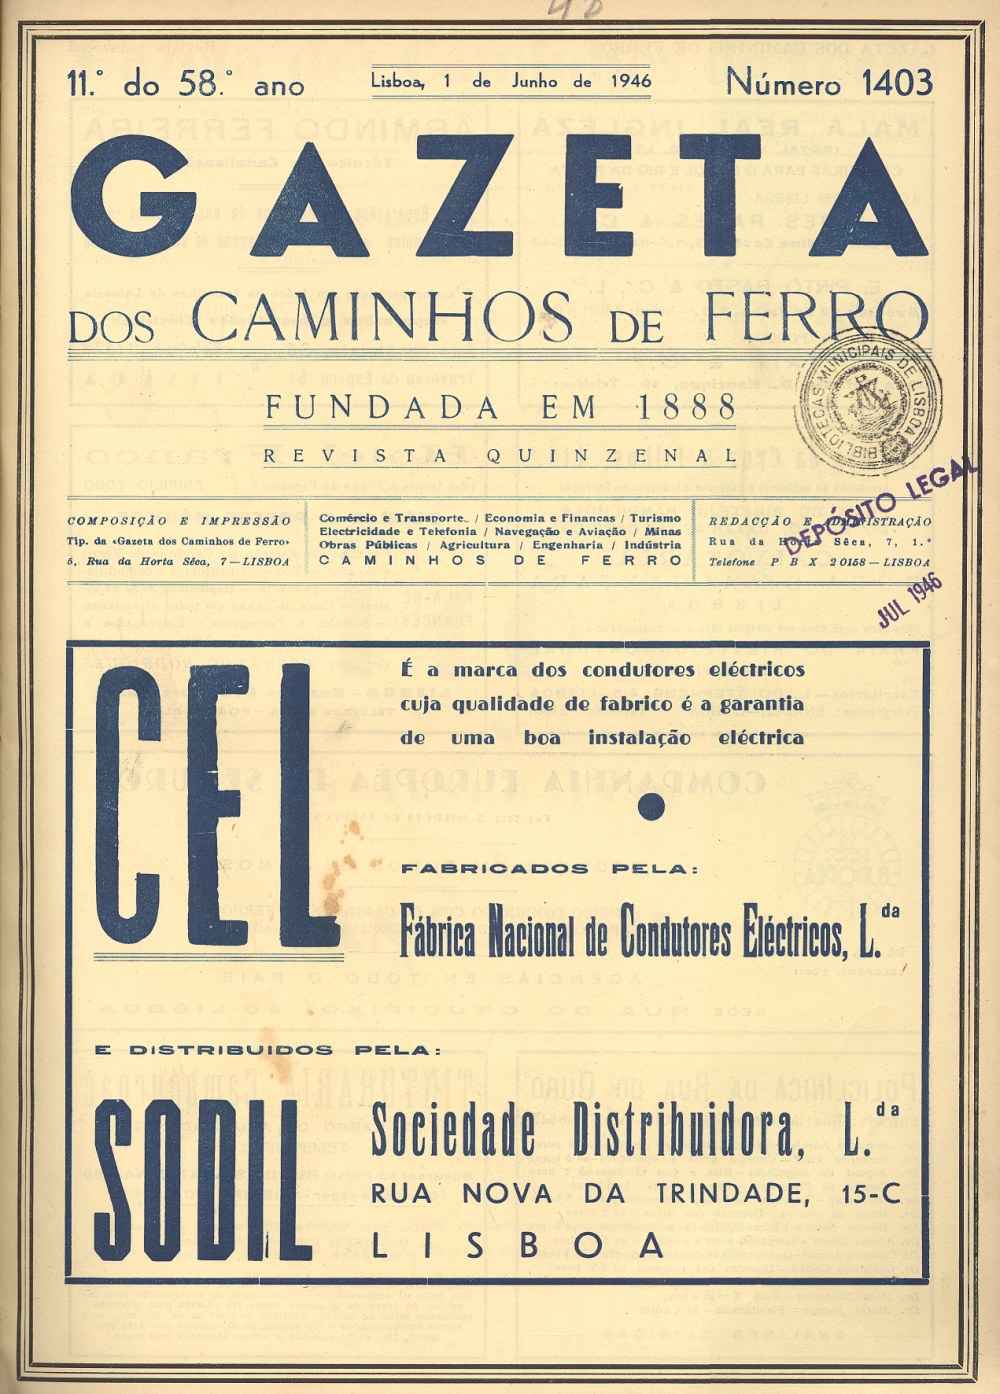 11.º do 58.º ano
Lisboa, 1 de Junho de 1946
Número 1403
GAZETA
DOS CAMINHOS DE FERRO
FUNDADA EM 1888
REVISTA QUINZENAL
BIBLIOTECAS MUNICIPAIS DE LISBOA
DEPÓSITO LEGAL
JUL 1946
COMPOSIÇÃO E IMPRESSÃO
Tip. da «Gazeta dos Caminhos de Ferro»
6, Rua da Horta Sêca, 7—LISBOA
Comércio e Transporte / Economia e Financas / Turismo
Electricidade e Telefonia / Navegação e Aviação / Minas
Obras Públicas / Agricultura / Engenharia / Indústria
CAMINHOS DE FERRO
REDACÇÃO E ADMINISTRAÇÃO
Rua da Horta Sêca, 7, 1.º
Telefone P B X 20158—LISBOA
CEL
É a marca dos condutores eléctricos
cuja qualidade de fabrico é a garantia
de uma boa instalação eléctrica
FABRICADOS PELA:
Fábrica Nacional de Condutores Eléctricos, L.da
E DISTRIBUIDOS PELA:
SODIL
Sociedade Distribuidora, L.da
RUA NOVA DA TRINDADE, 15-C
LISBOA